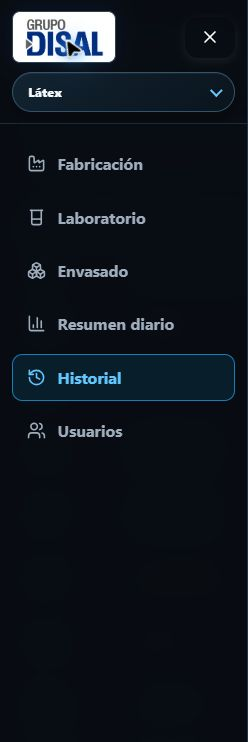 GRUPO
DISAL
Látex
Fabricación
Laboratorio
Envasado
Resumen diario
Historial
Usuarios